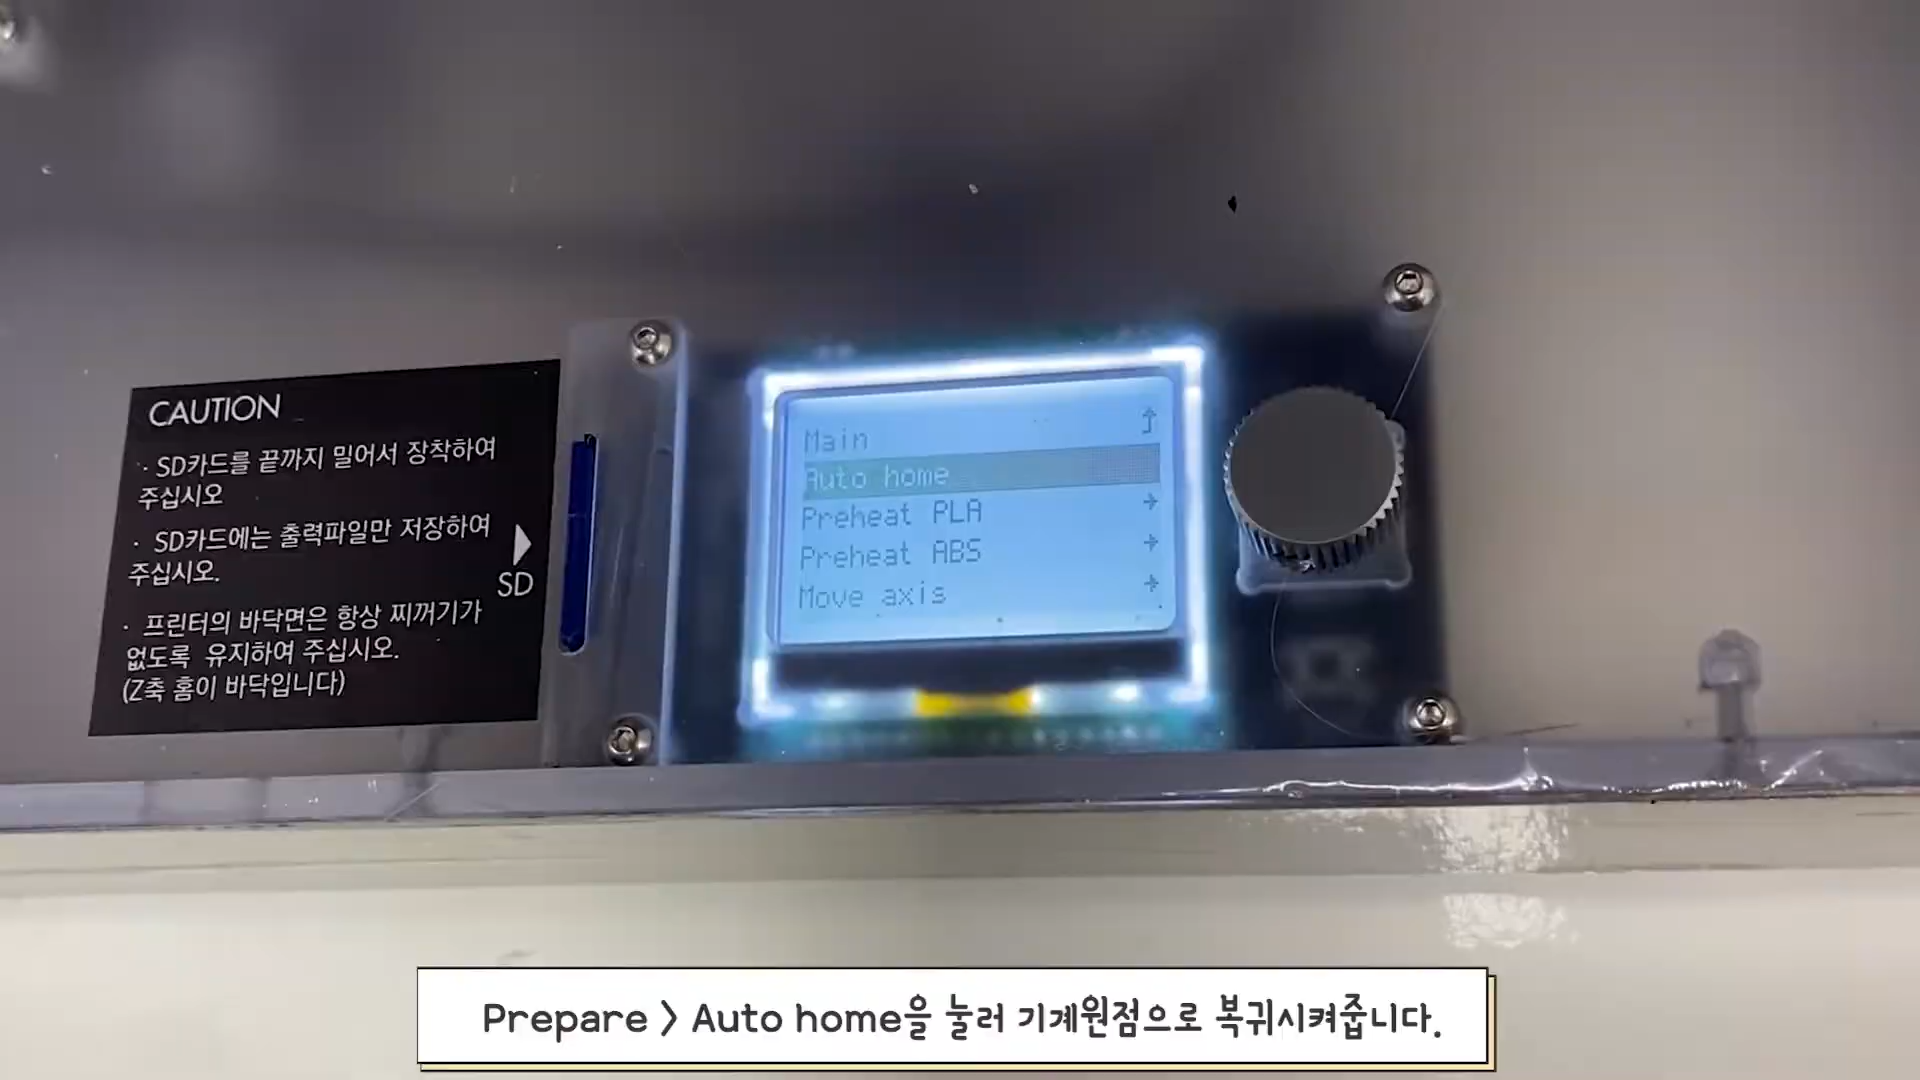 CAUTION
· SD카드를 끝까지 밀어서 장착하여
주십시오
· SD카드에는 출력파일만 저장하여
주십시오.
SD
· 프린터의 바닥면은 항상 찌꺼기가
없도록 유지하여 주십시오.
(Z축 홈이 바닥입니다)
Main
Auto home
Preheat PLA
Preheat ABS
Move axis
Prepare > Auto home을 눌러 기계원점으로 복귀시켜줍니다.